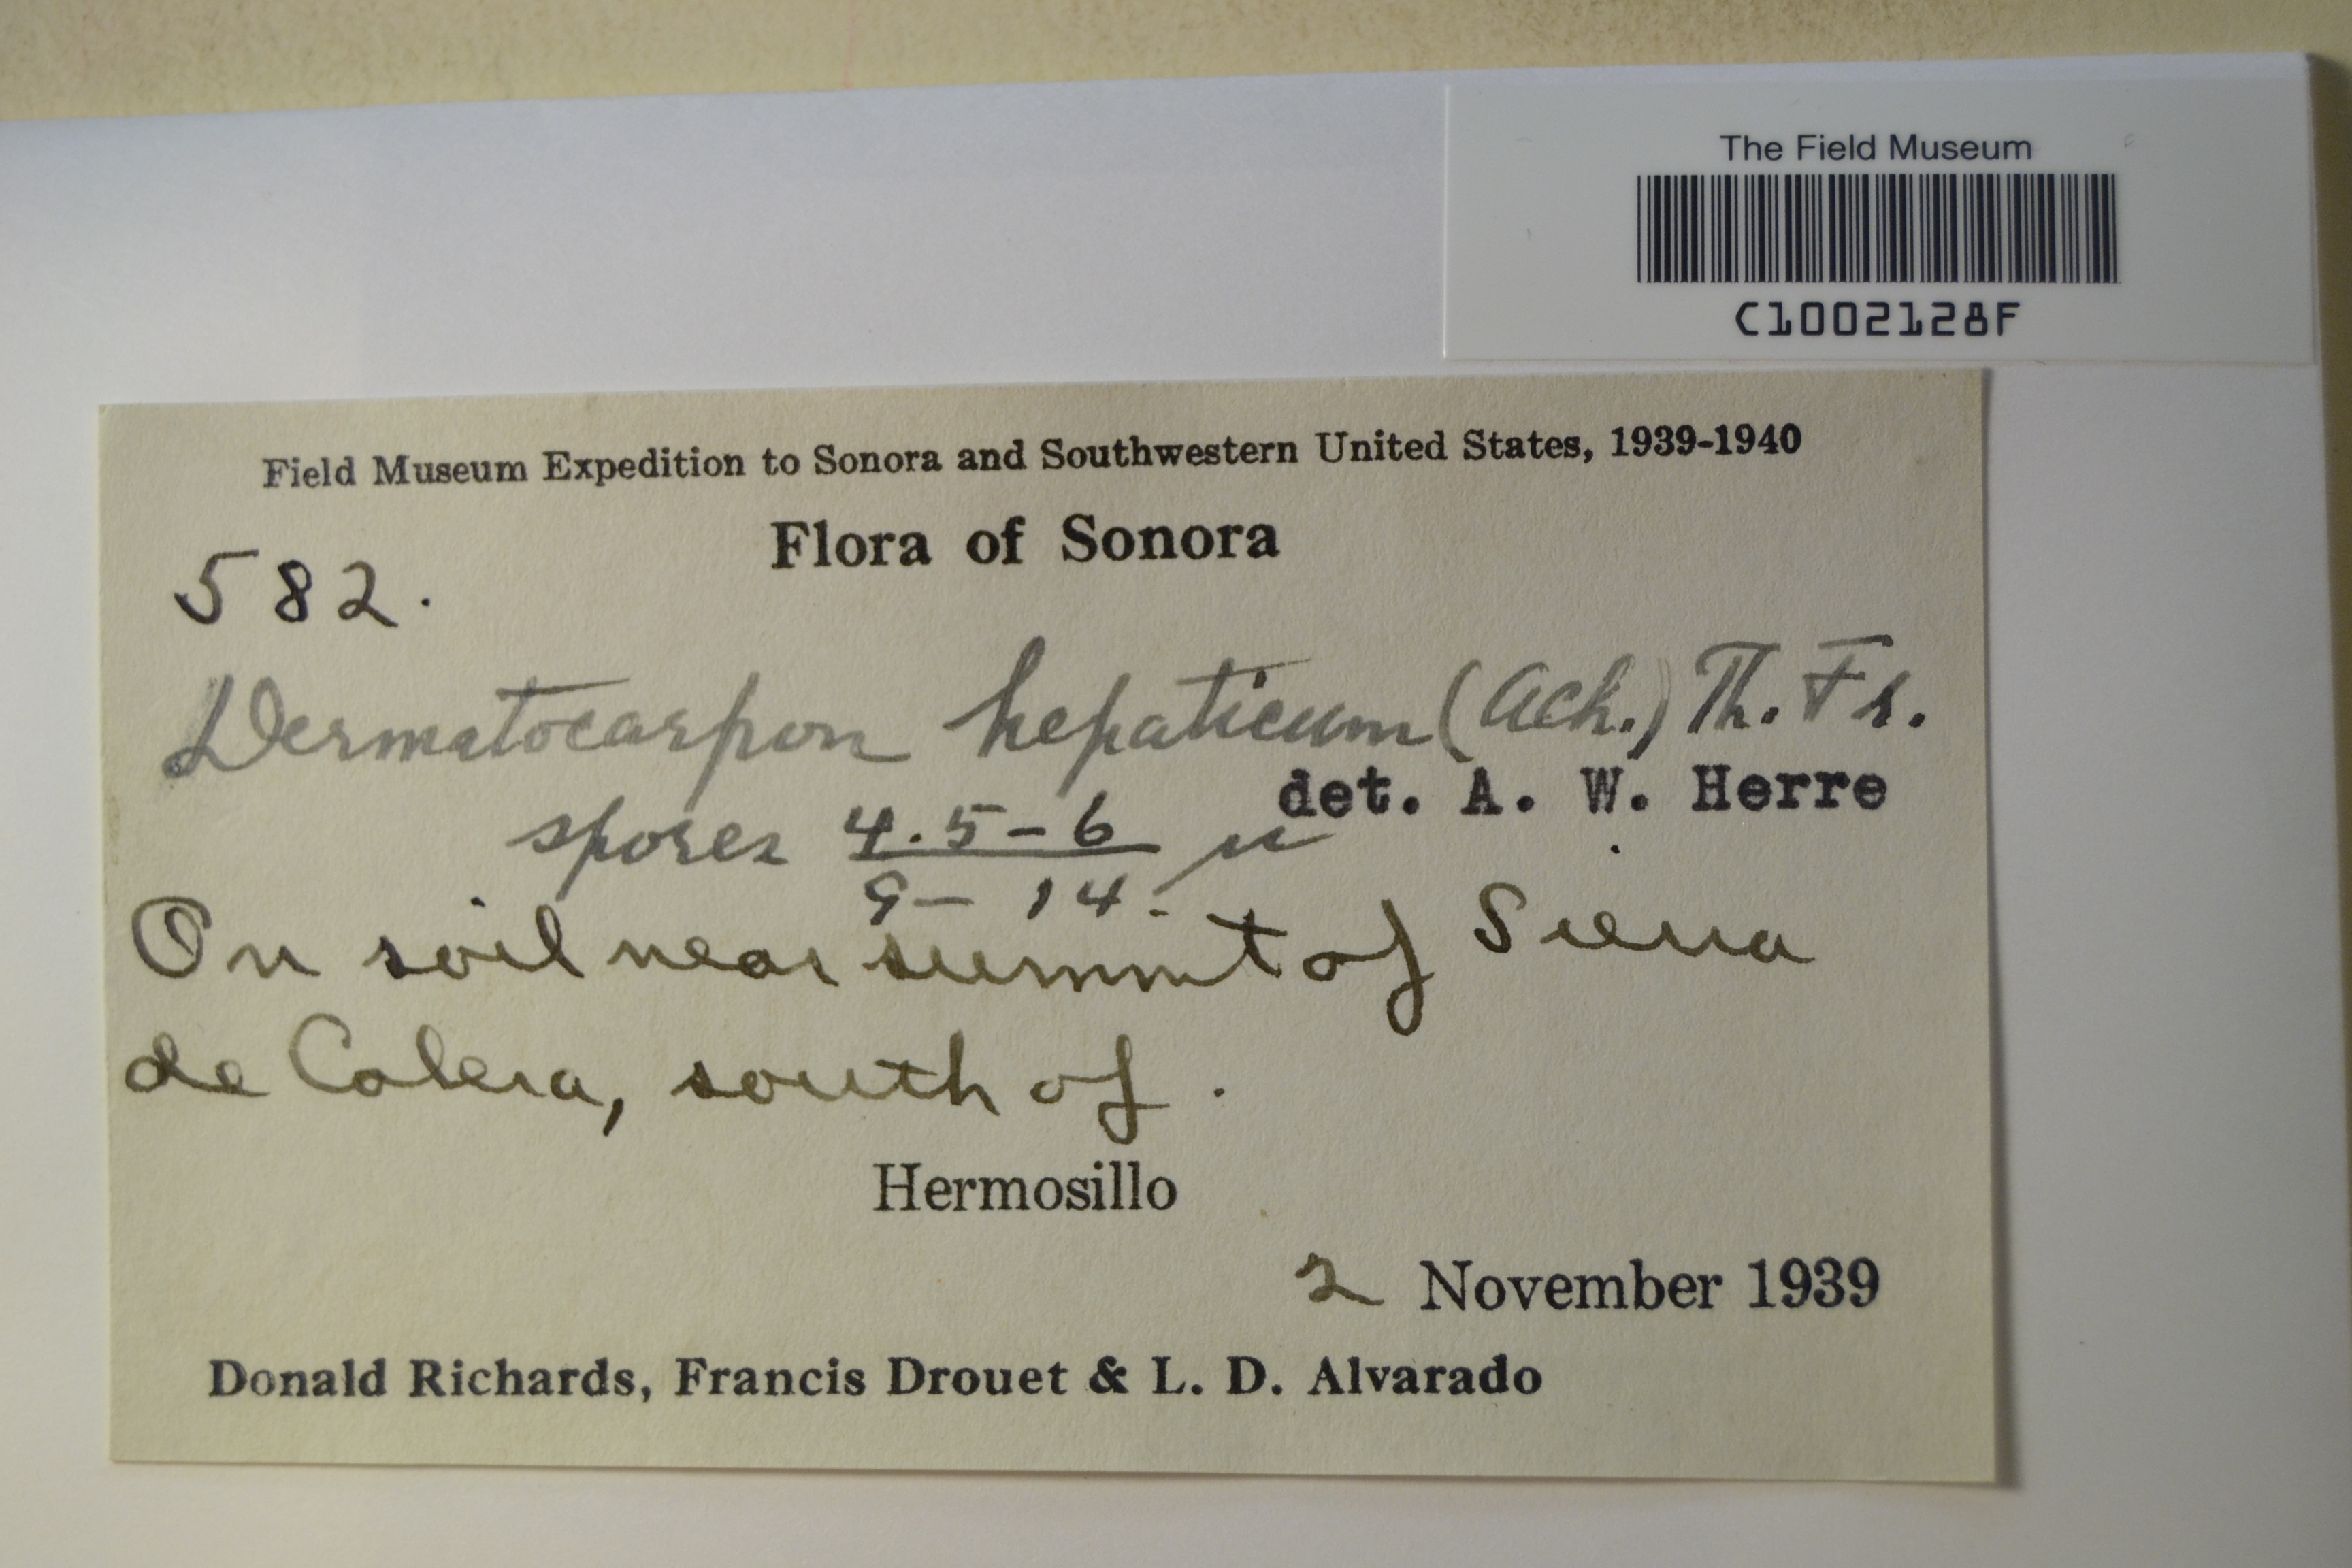 The Field Museum
C1002128F
Field Museum Expedition to Sonora and Southwestern United States, 1939-1940
Flora of Sonora
582.
Dermatocarpon hepaticum (Ach.) Th. Fr.
det. A. W. Herre
spores 4.5-6 µ
9-14.
On soil near summit of Sierra
de Colera, south of .
Hermosillo
2 November 1939
Donald Richards, Francis Drouet & L. D. Alvarado